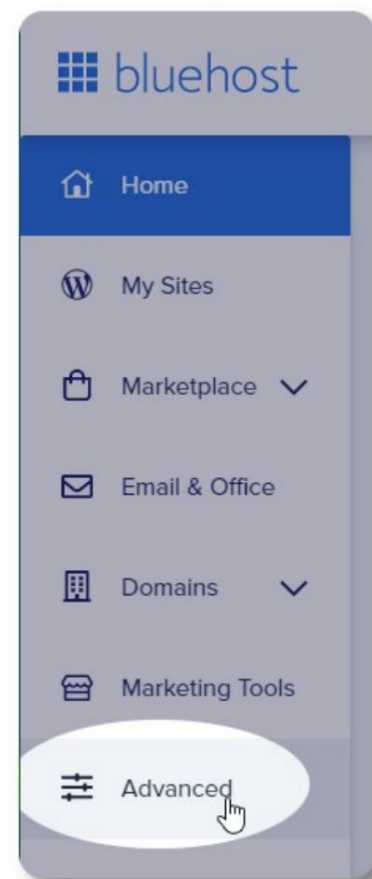 bluehost
Home
My Sites
Marketplace
Email & Office
Domains
Marketing Tools
Advanced